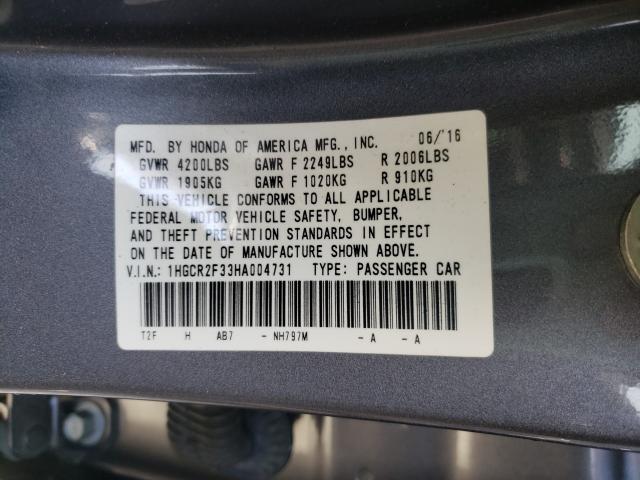 MFD. BY HONDA OF AMERICA MFG., INC. 06/'16
GVWR 4200LBS GAWR F 2249LBS R 2006LBS
GVWR 1905KG GAWR F 1020KG R 910KG
THIS VEHICLE CONFORMS TO ALL APPLICABLE
FEDERAL MOTOR VEHICLE SAFETY, BUMPER,
AND THEFT PREVENTION STANDARDS IN EFFECT
ON THE DATE OF MANUFACTURE SHOWN ABOVE.
V.I.N.: 1HGCR2F33HA004731 TYPE: PASSENGER CAR
T2F H AB7 - NH797M - A - A